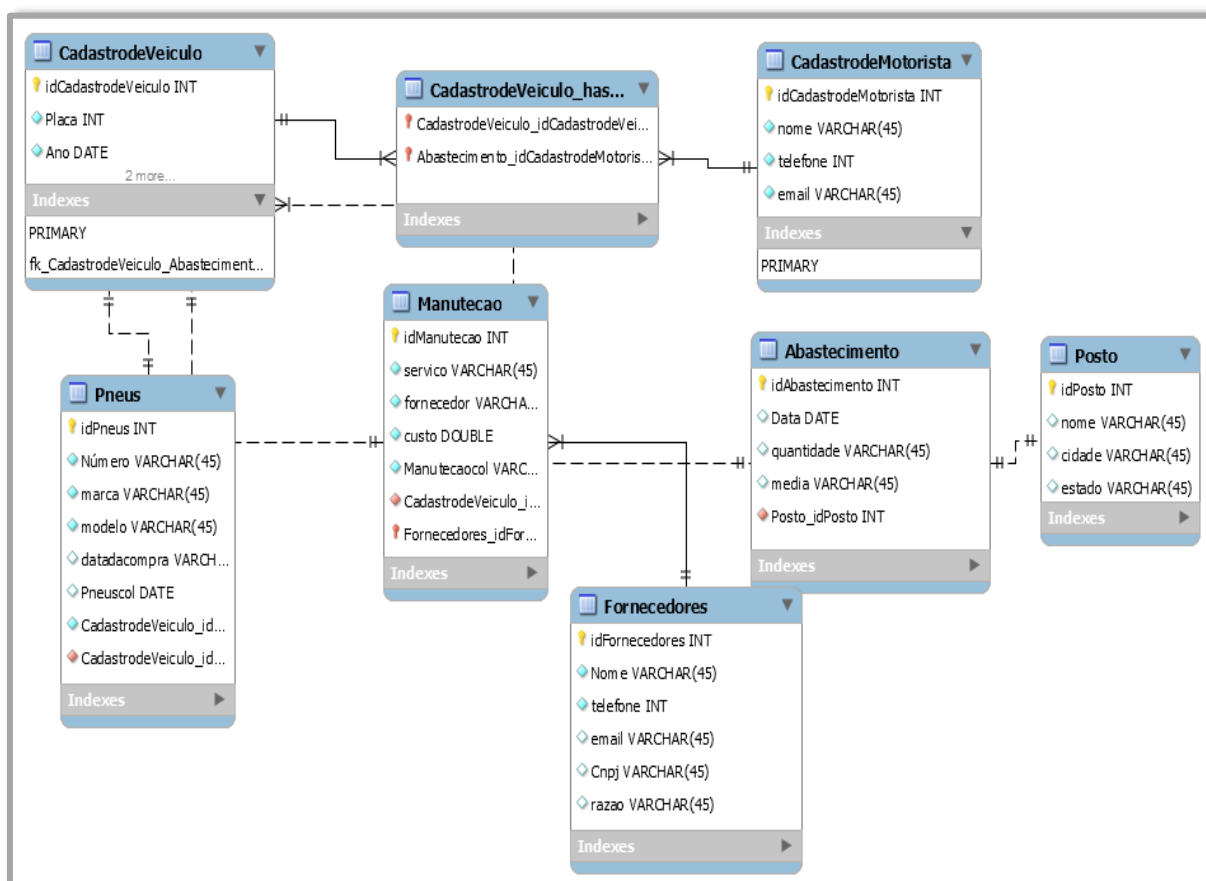 CadastrodeVeiculo
idCadastrodeVeiculo INT
Placa INT
Ano DATE
2 more...
Indexes
PRIMARY
fk_CadastrodeVeiculo_Abasteciment...
CadastrodeVeiculo_has...
CadastrodeVeiculo_idCadastrodeVei...
Abastecimento_idCadastrodeMotoris...
Indexes
CadastrodeMotorista
idCadastrodeMotorista INT
nome VARCHAR(45)
telefone INT
email VARCHAR(45)
Indexes
PRIMARY
Pneus
idPneus INT
Número VARCHAR(45)
marca VARCHAR(45)
modelo VARCHAR(45)
datadacompra VARCH...
Pneuscol DATE
CadastrodeVeiculo_id...
CadastrodeVeiculo_id...
Indexes
Manutecao
idManutecao INT
servico VARCHAR(45)
fornecedor VARCHA...
custo DOUBLE
Manutecaocol VARC...
CadastrodeVeiculo_i...
Fornecedores_idFor...
Indexes
Abastecimento
idAbastecimento INT
Data DATE
quantidade VARCHAR(45)
media VARCHAR(45)
Posto_idPosto INT
Indexes
Posto
idPosto INT
nome VARCHAR(45)
cidade VARCHAR(45)
estado VARCHAR(45)
Indexes
Fornecedores
idFornecedores INT
Nome VARCHAR(45)
telefone INT
email VARCHAR(45)
Cnpj VARCHAR(45)
razao VARCHAR(45)
Indexes